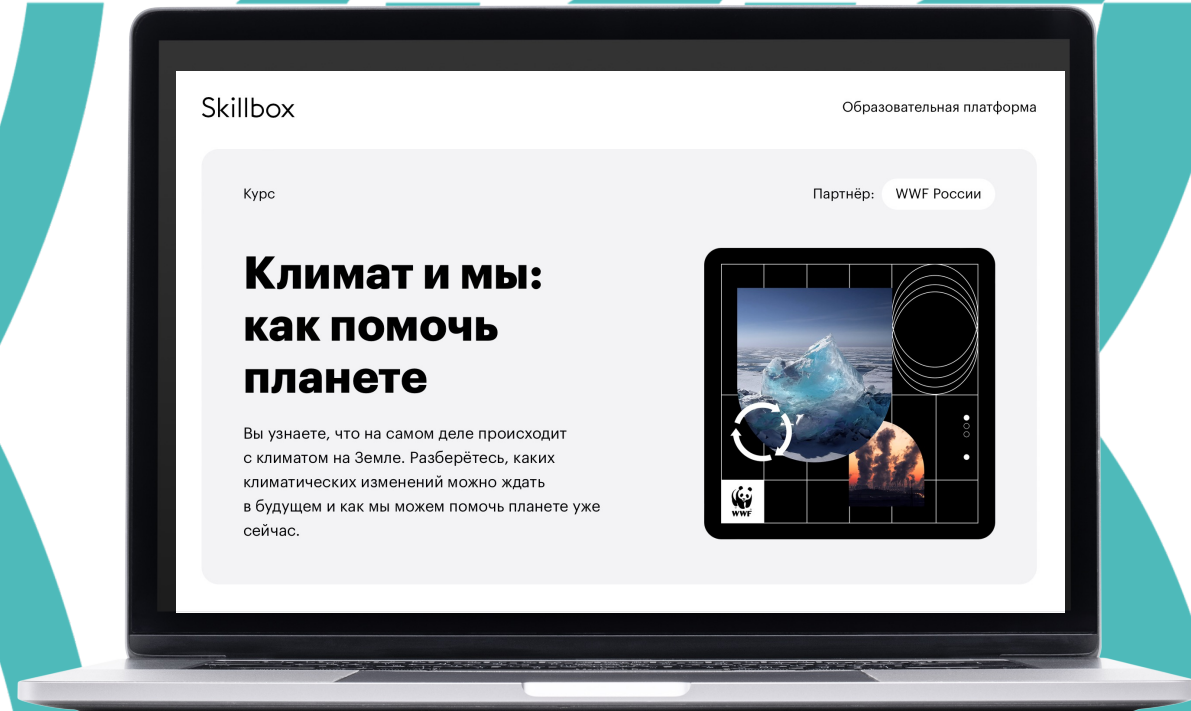 Skillbox
Образовательная платформа
Курс
Партнёр: WWF России
Климат и мы:
как помочь
планете
Вы узнаете, что на самом деле происходит
с климатом на Земле. Разберётесь, каких
климатических изменений можно ждать
в будущем и как мы можем помочь планете уже
сейчас.
WWF